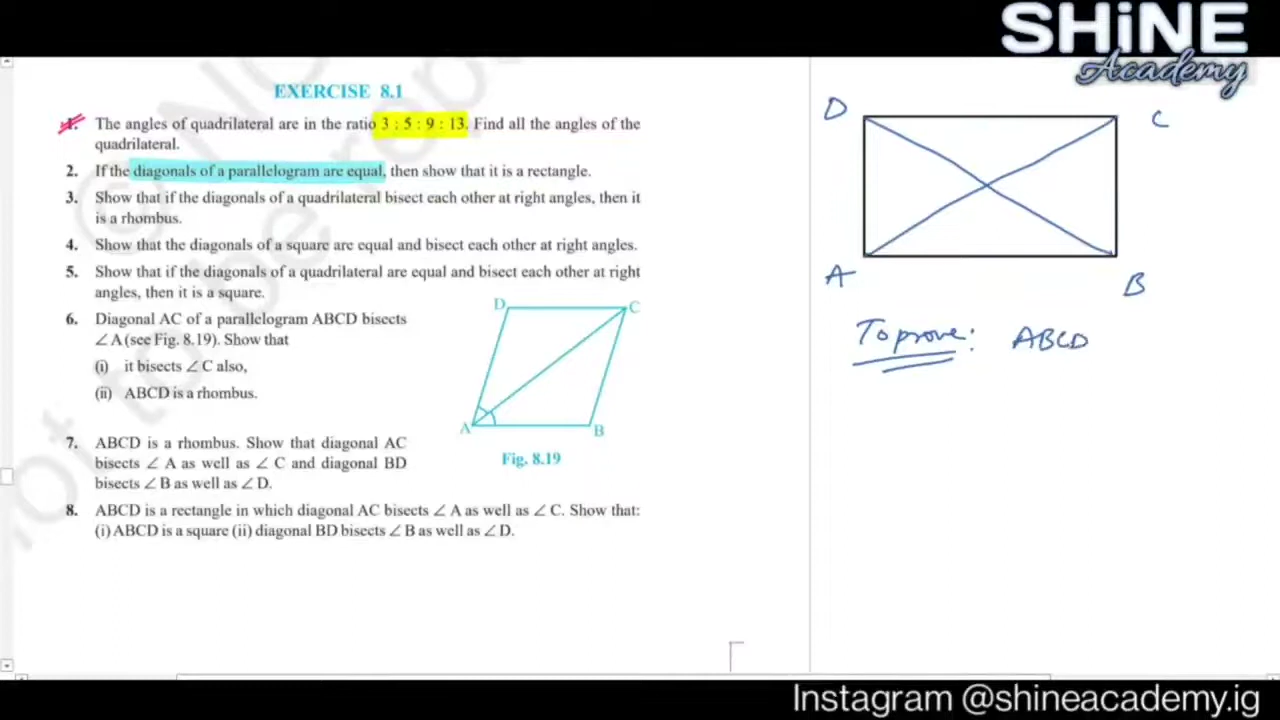 SHiNE
Academy
EXERCISE 8.1
1. The angles of quadrilateral are in the ratio 3 : 5 : 9 : 13. Find all the angles of the
quadrilateral.
2. If the diagonals of a parallelogram are equal, then show that it is a rectangle.
3. Show that if the diagonals of a quadrilateral bisect each other at right angles, then it
is a rhombus.
4. Show that the diagonals of a square are equal and bisect each other at right angles.
5. Show that if the diagonals of a quadrilateral are equal and bisect each other at right
angles, then it is a square.
6. Diagonal AC of a parallelogram ABCD bisects
∠ A (see Fig. 8.19). Show that
(i) it bisects ∠ C also,
(ii) ABCD is a rhombus.
D C
A B
Fig. 8.19
7. ABCD is a rhombus. Show that diagonal AC
bisects ∠ A as well as ∠ C and diagonal BD
bisects ∠ B as well as ∠ D.
8. ABCD is a rectangle in which diagonal AC bisects ∠ A as well as ∠ C. Show that:
(i) ABCD is a square (ii) diagonal BD bisects ∠ B as well as ∠ D.
D C
A B
To prove: ABCD
Instagram @shineacademy.ig